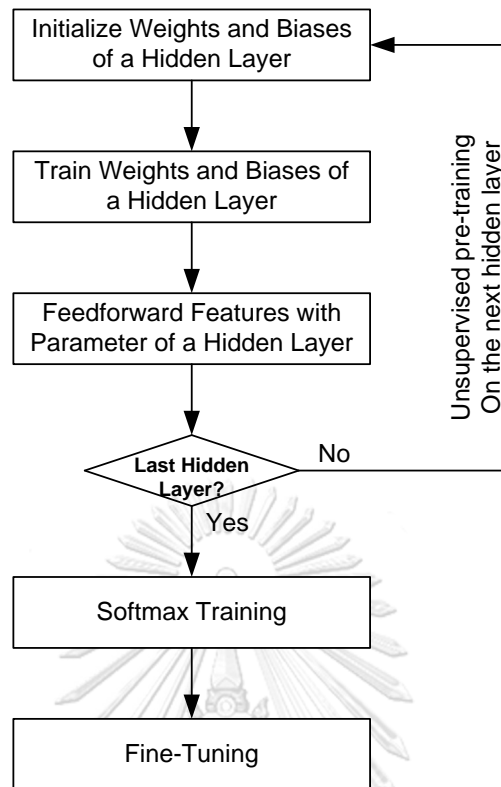 Initialize Weights and Biases
of a Hidden Layer
Train Weights and Biases of
a Hidden Layer
Feedforward Features with
Parameter of a Hidden Layer
Last Hidden
Layer?
No
Yes
Unsupervised pre-training
On the next hidden layer
Softmax Training
Fine-Tuning